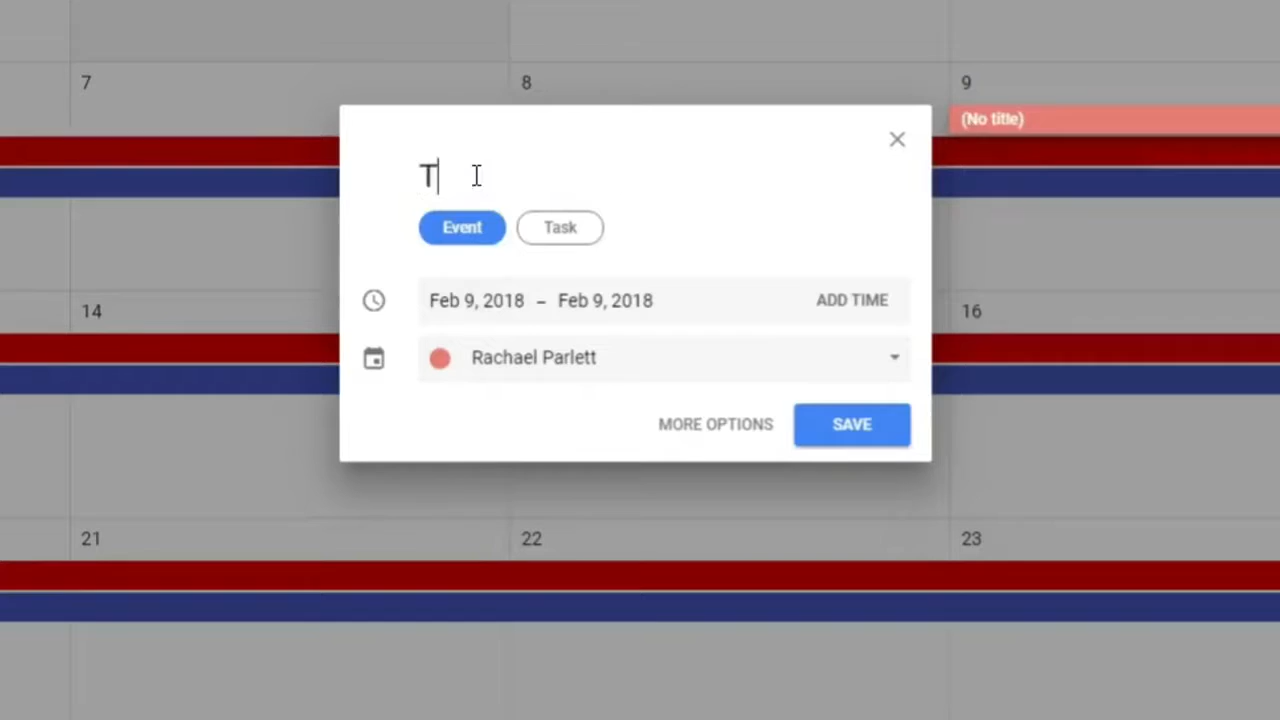 7 8 9
(No title)
T
Event Task
Feb 9, 2018 – Feb 9, 2018 ADD TIME
14 16
Rachael Parlett
MORE OPTIONS SAVE
21 22 23